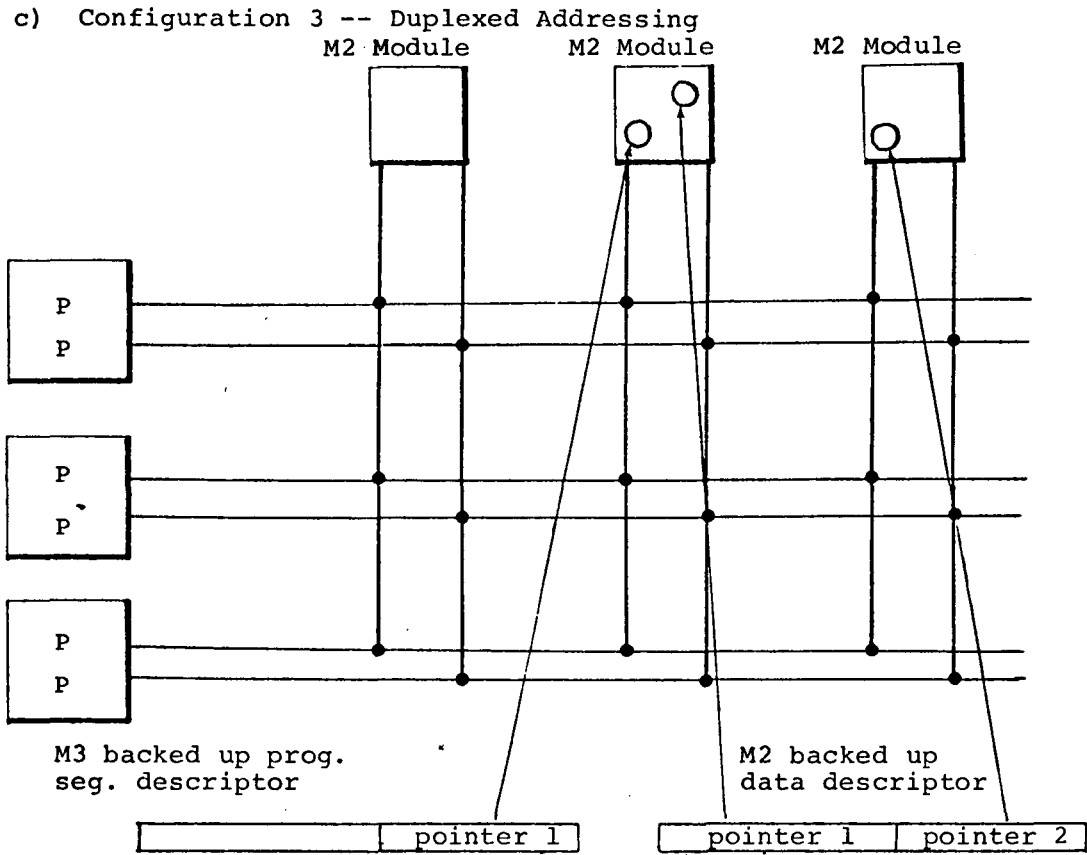 c) Configuration 3 -- Duplexed Addressing
M2 Module M2 Module M2 Module
P
P
P
P
P
P
M3 backed up prog.
seg. descriptor
M2 backed up
data descriptor
pointer 1
pointer 1 pointer 2